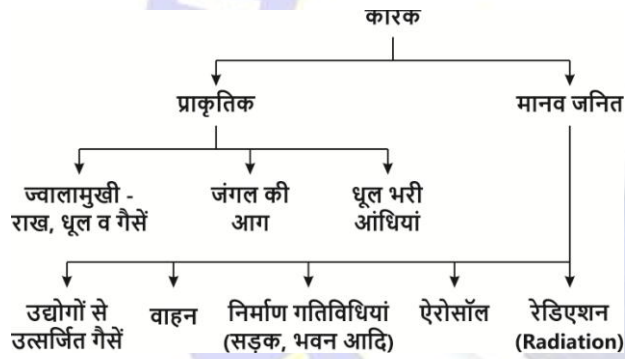 कारक
प्राकृतिक
मानव जनित
ज्वालामुखी -
राख, धूल व गैसें
जंगल की
आग
धूल भरी
आंधियां
उद्योगों से
उत्सर्जित गैसें
वाहन
निर्माण गतिविधियां
(सड़क, भवन आदि)
ऐरोसॉल
रेडिएशन
(Radiation)